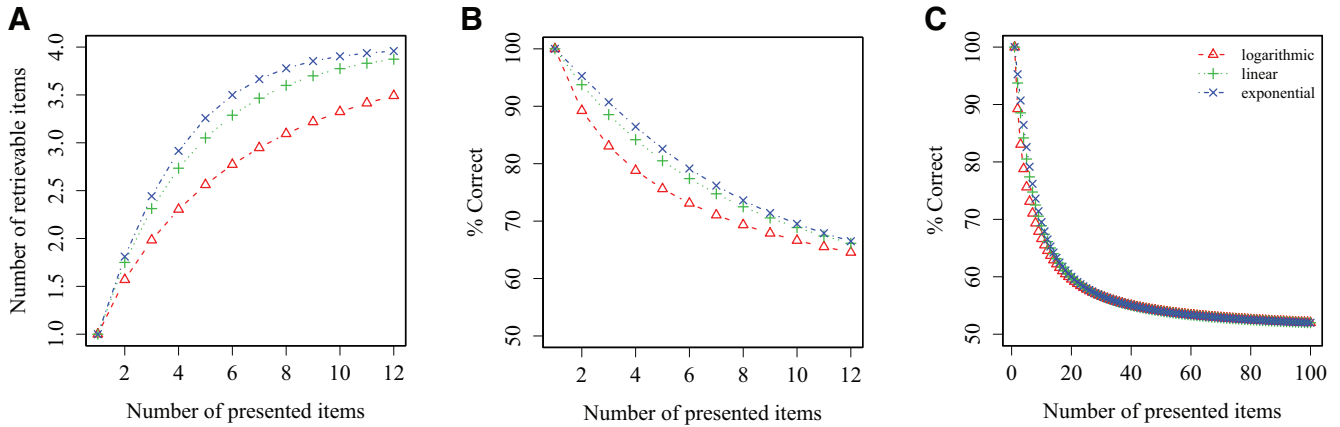 A
Number of retrievable items
4.0
3.5
3.0
2.5
2.0
1.5
1.0
2 4 6 8 10 12
Number of presented items
B
% Correct
100
90
80
70
60
50
2 4 6 8 10 12
Number of presented items
C
% Correct
100
90
80
70
60
50
logarithmic
linear
exponential
0 20 40 60 80 100
Number of presented items